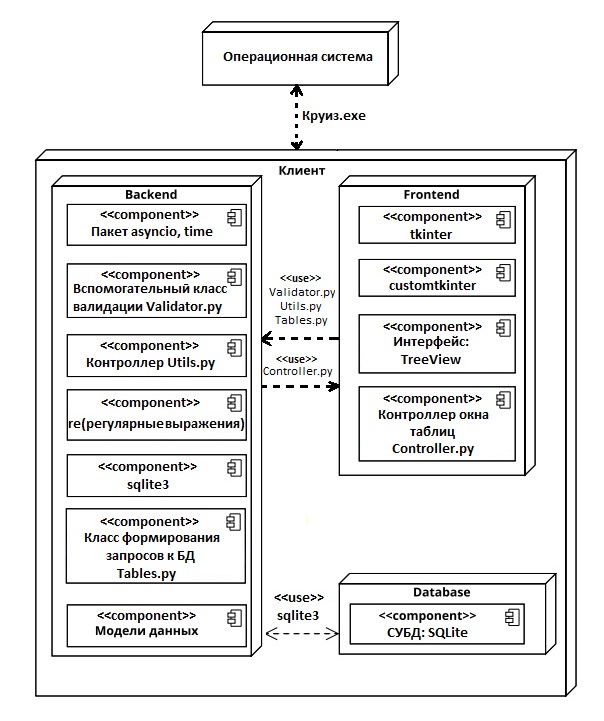 Операционная система
Круиз.exe
Клиент
Backend
<<component>>
Пакет asyncio, time
<<component>>
Вспомогательный класс
валидации Validator.py
<<component>>
Контроллер Utils.py
<<component>>
re(регулярныевыражения)
<<component>>
sqlite3
<<component>>
Класс формирования
запросов к БД
Tables.py
<<component>>
Модели данных
<<use>>
Validator.py
Utils.py
Tables.py
<<use>>
Controller.py
Frontend
<<component>>
tkinter
<<component>>
customtkinter
<<component>>
Интерфейс:
TreeView
<<component>>
Контроллер окна
таблиц
Controller.py
<<use>>
sqlite3
Database
<<component>>
СУБД: SQLite